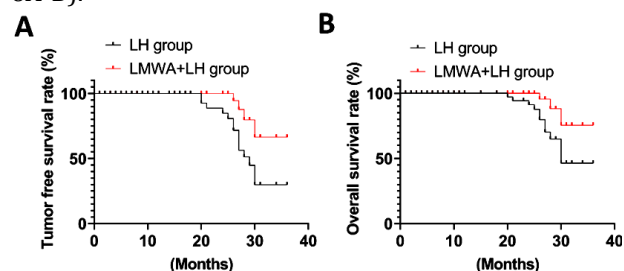 A
LH group
LMWA+LH group
Tumor free survival rate (%)
100
50
0
0 10 20 30 40
(Months)
B
LH group
LMWA+LH group
Overall survival rate (%)
100
50
0
0 10 20 30 40
(Months)